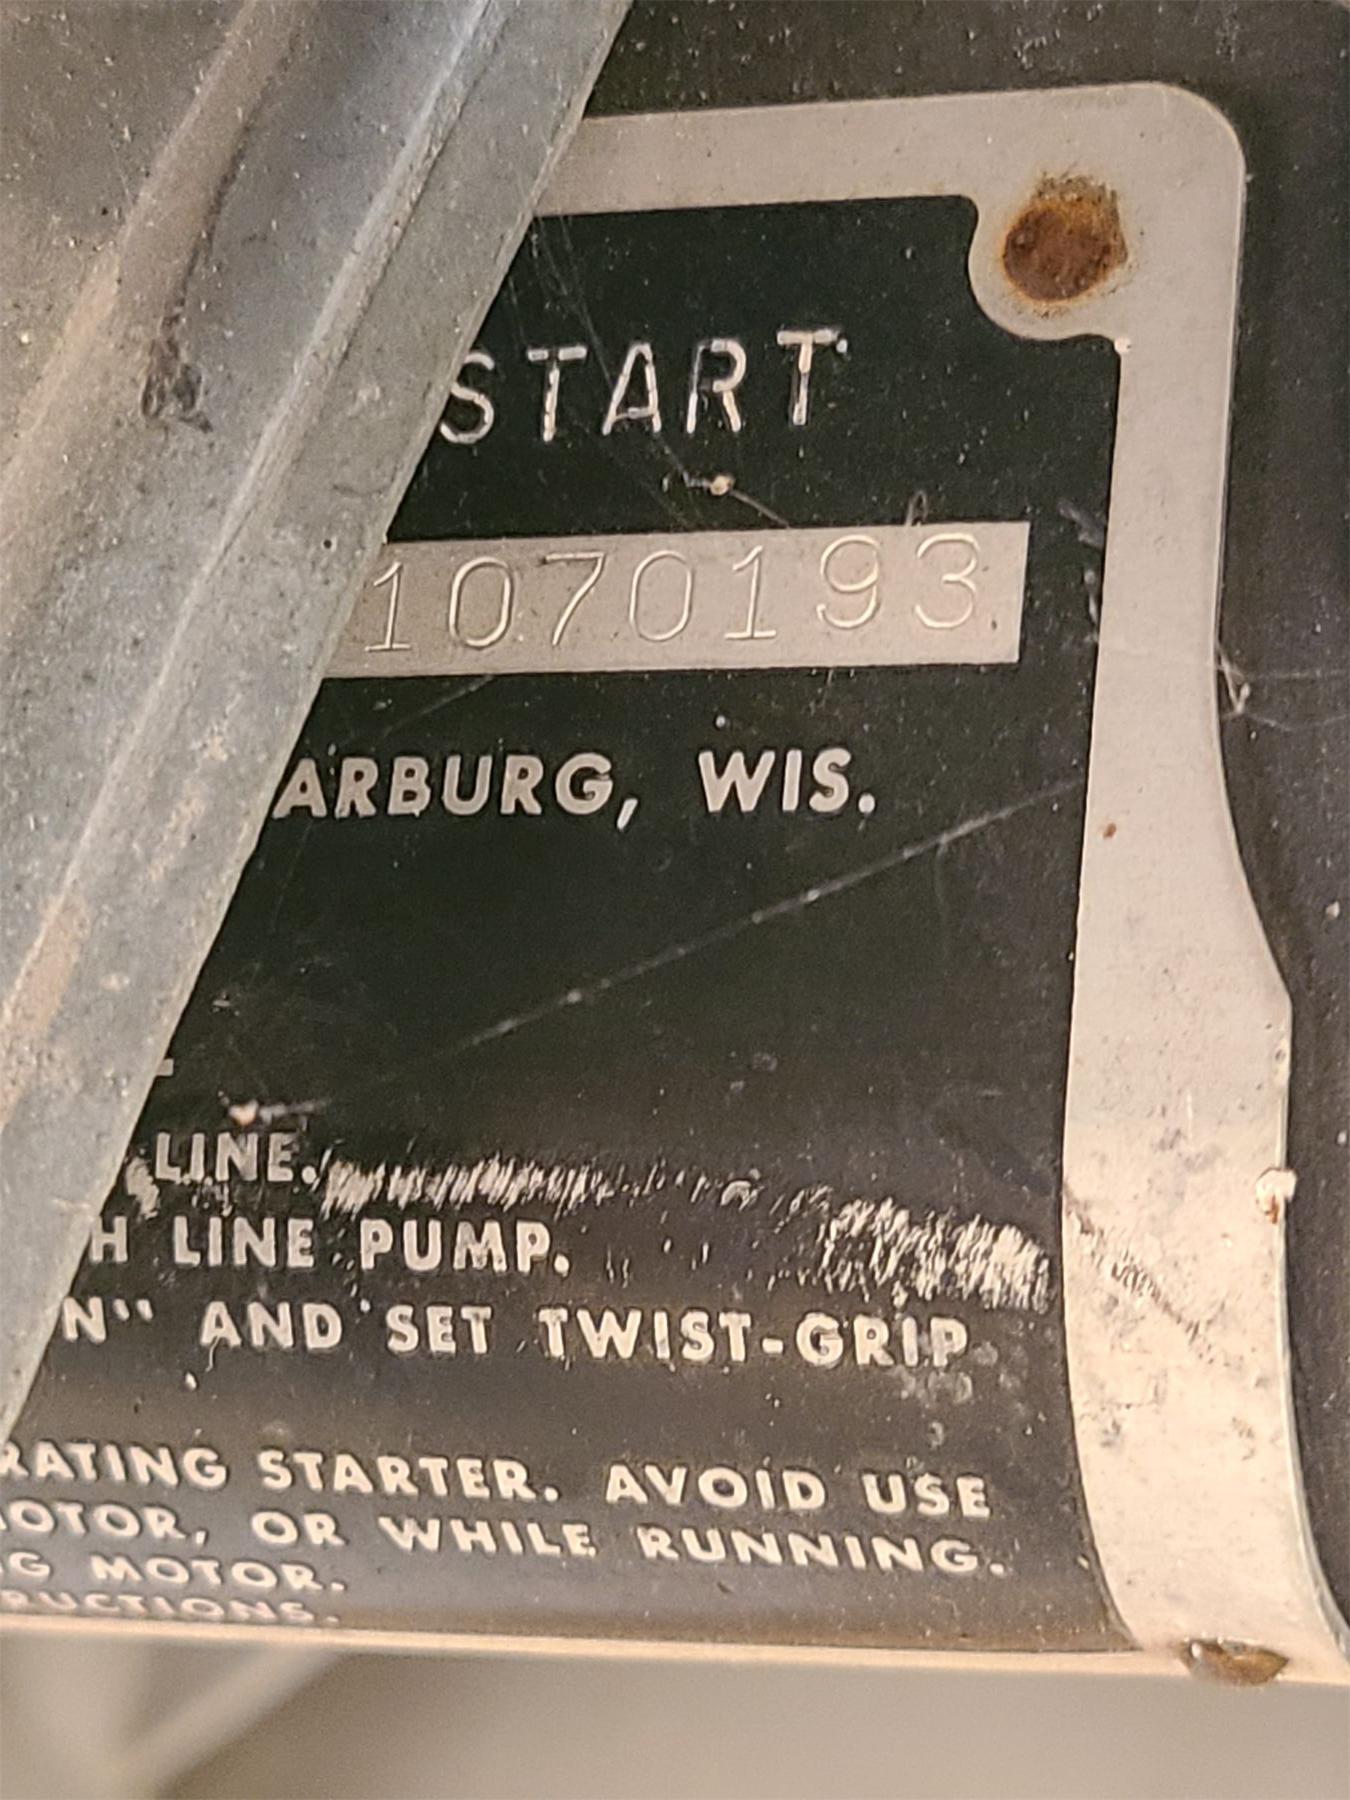 START
1070193
ARBURG, WIS.
LINE.
H LINE PUMP.
N" AND SET TWIST-GRIP
RATING STARTER. AVOID USE
OTOR, OR WHILE RUNNING.
G MOTOR.
RUCTIONS.